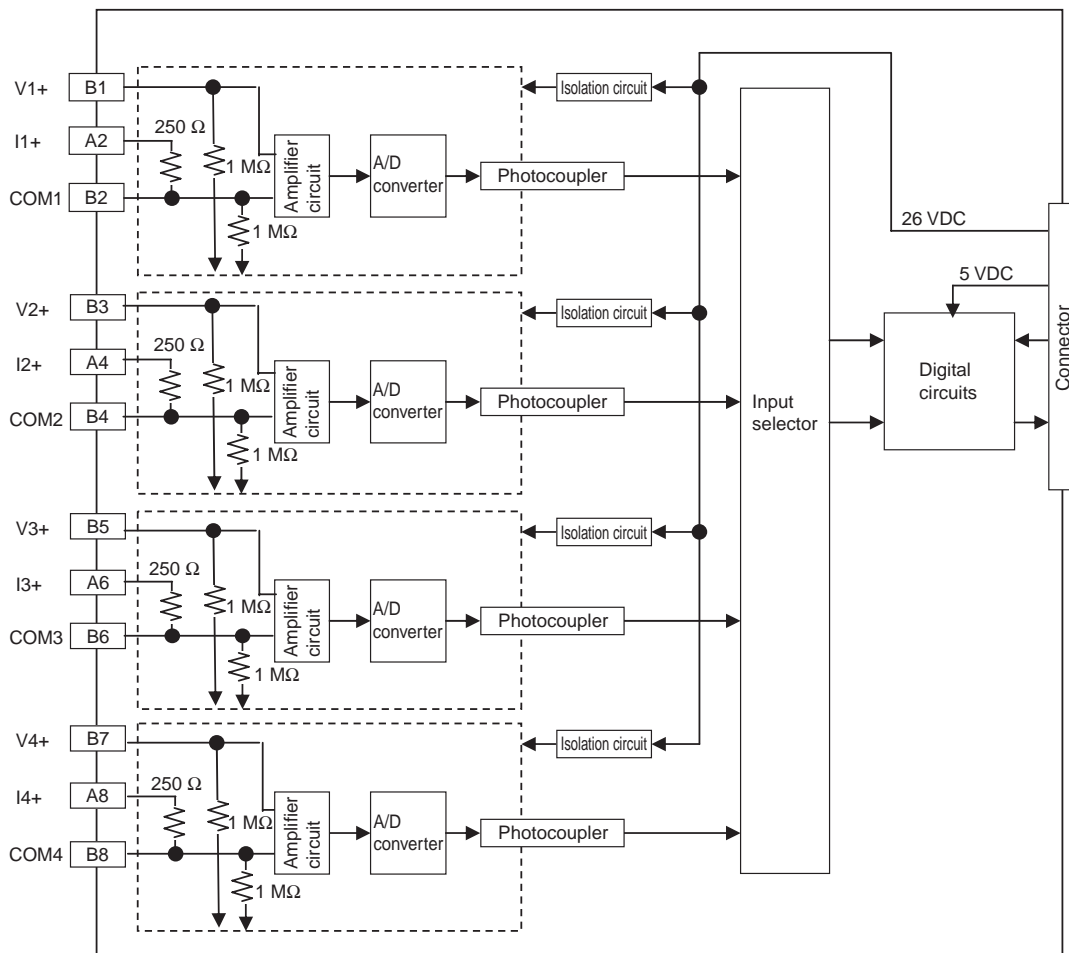 V1+
B1
Isolation circuit
I1+
A2
250 Ω
1 MΩ
Amplifier
circuit
A/D
converter
Photocoupler
COM1
B2
1 MΩ
26 VDC
5 VDC
V2+
B3
Isolation circuit
I2+
A4
250 Ω
1 MΩ
Amplifier
circuit
A/D
converter
Photocoupler
COM2
B4
1 MΩ
Input
selector
Digital
circuits
Connector
V3+
B5
Isolation circuit
I3+
A6
250 Ω
1 MΩ
Amplifier
circuit
A/D
converter
Photocoupler
COM3
B6
1 MΩ
V4+
B7
Isolation circuit
I4+
A8
250 Ω
1 MΩ
Amplifier
circuit
A/D
converter
Photocoupler
COM4
B8
1 MΩ